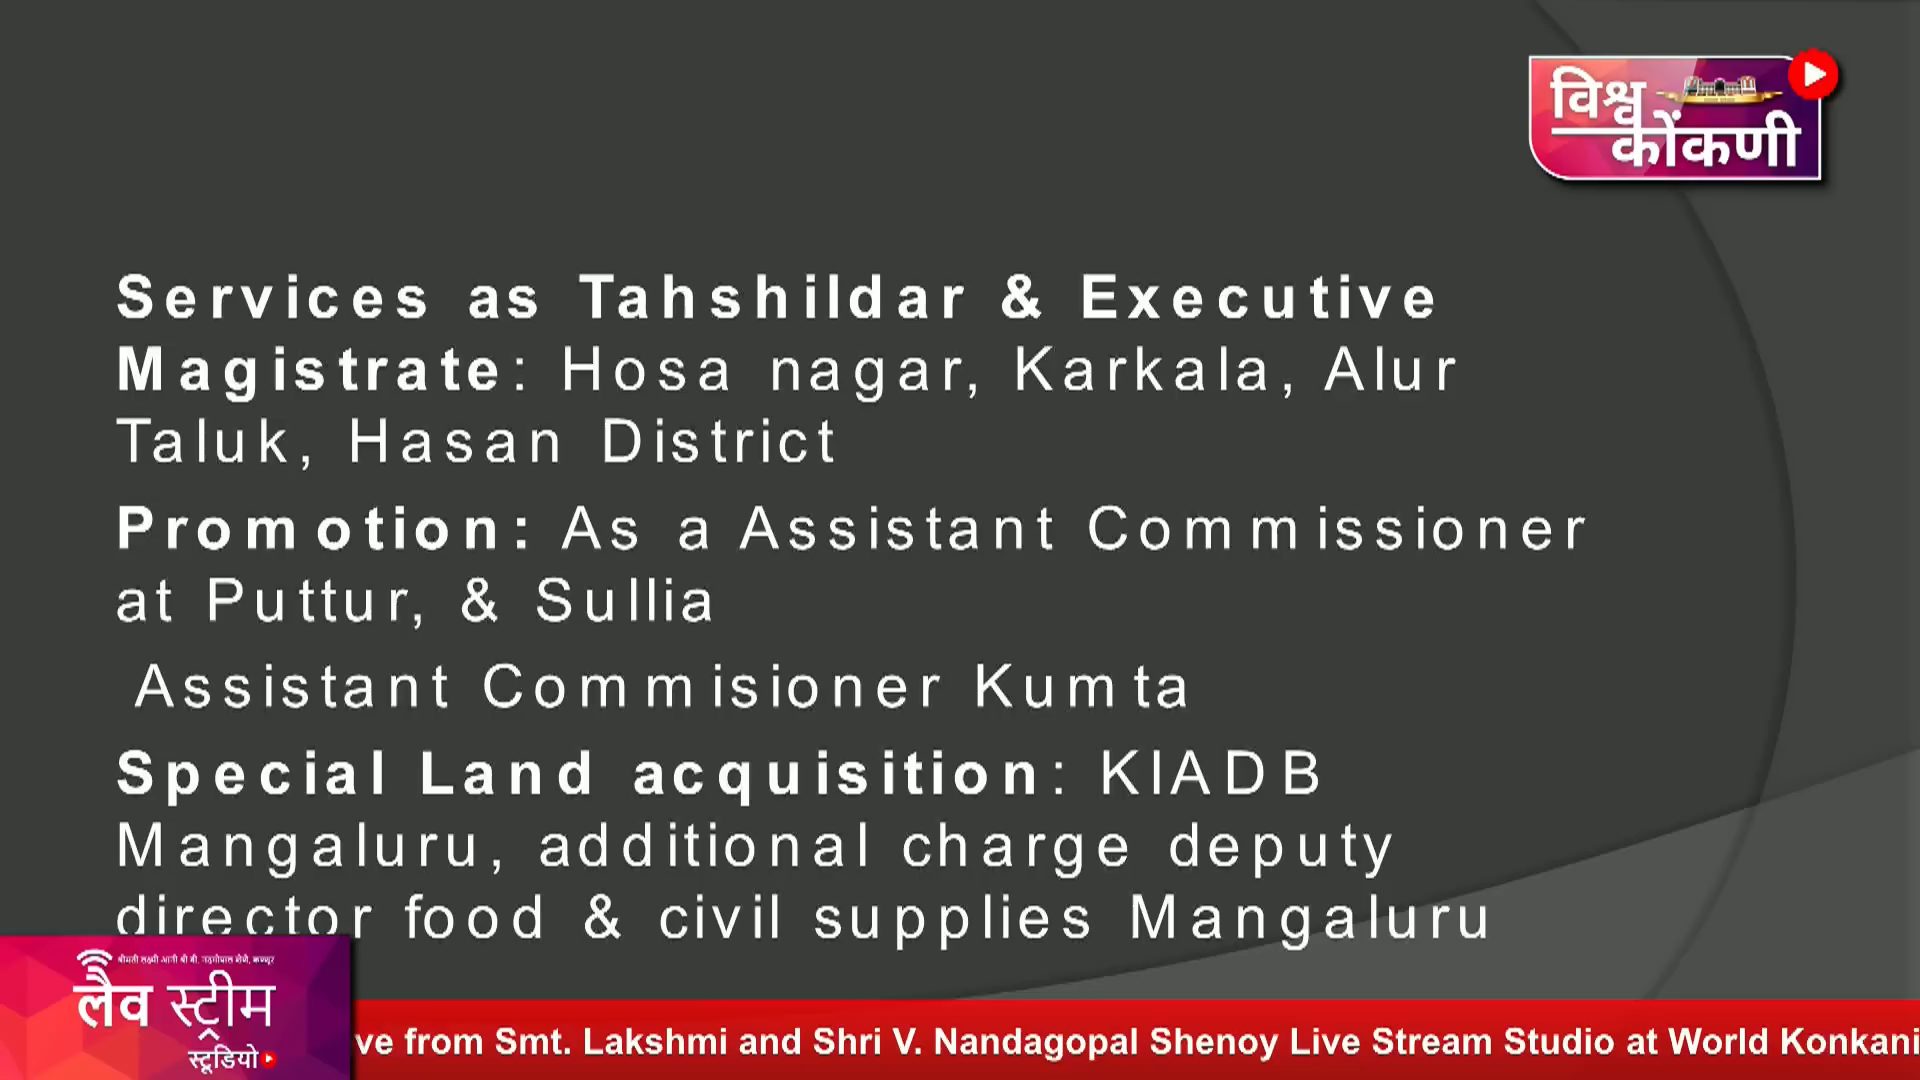 विश्व
कोंकणी
Services as Tahshildar & Executive
Magistrate: Hosa nagar, Karkala, Alur
Taluk, Hasan District
Promotion: As a Assistant Commissioner
at Puttur, & Sullia
Assistant Commisioner Kumta
Special Land acquisition: KIADB
Mangaluru, additional charge deputy
director food & civil supplies Mangaluru
लैव स्ट्रीम
स्टूडियो
ve from Smt. Lakshmi and Shri V. Nandagopal Shenoy Live Stream Studio at World Konkani